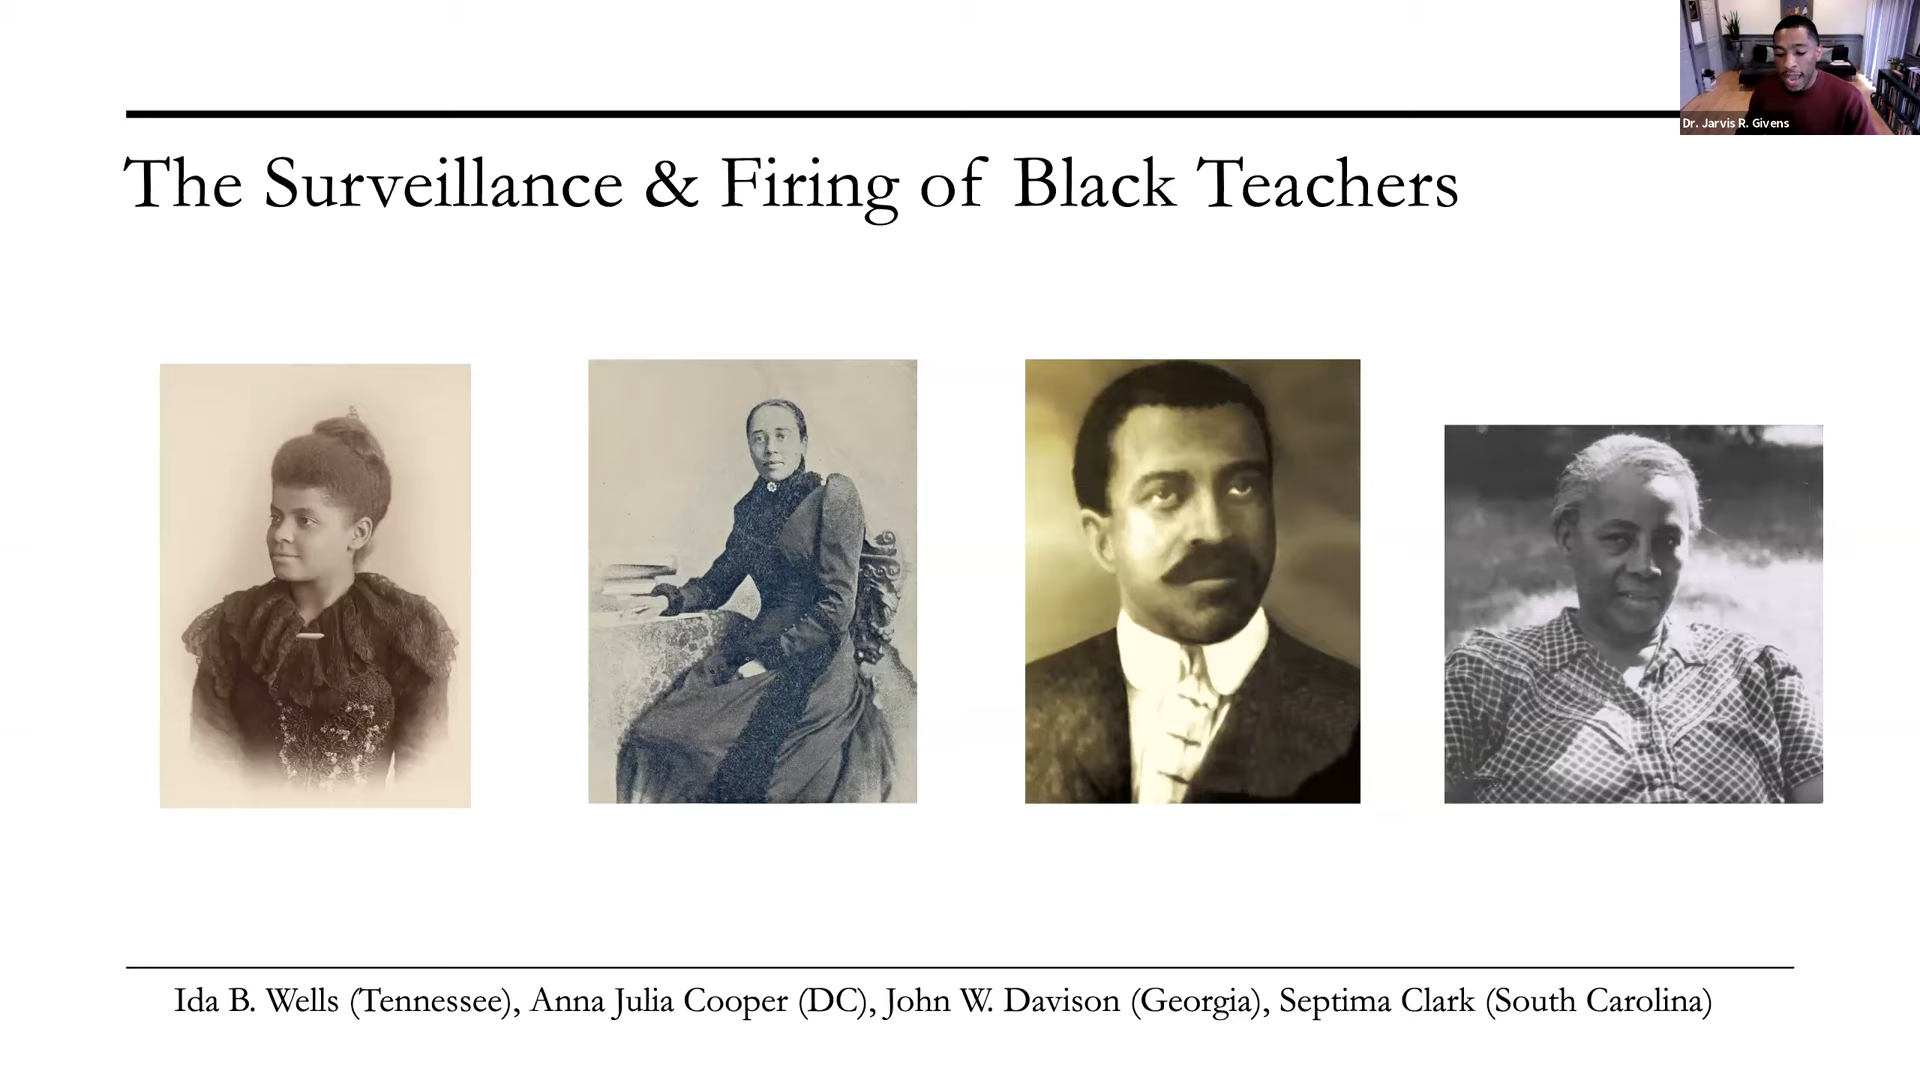 Dr. Jarvis R. Givens
The Surveillance & Firing of Black Teachers
Ida B. Wells (Tennessee), Anna Julia Cooper (DC), John W. Davison (Georgia), Septima Clark (South Carolina)